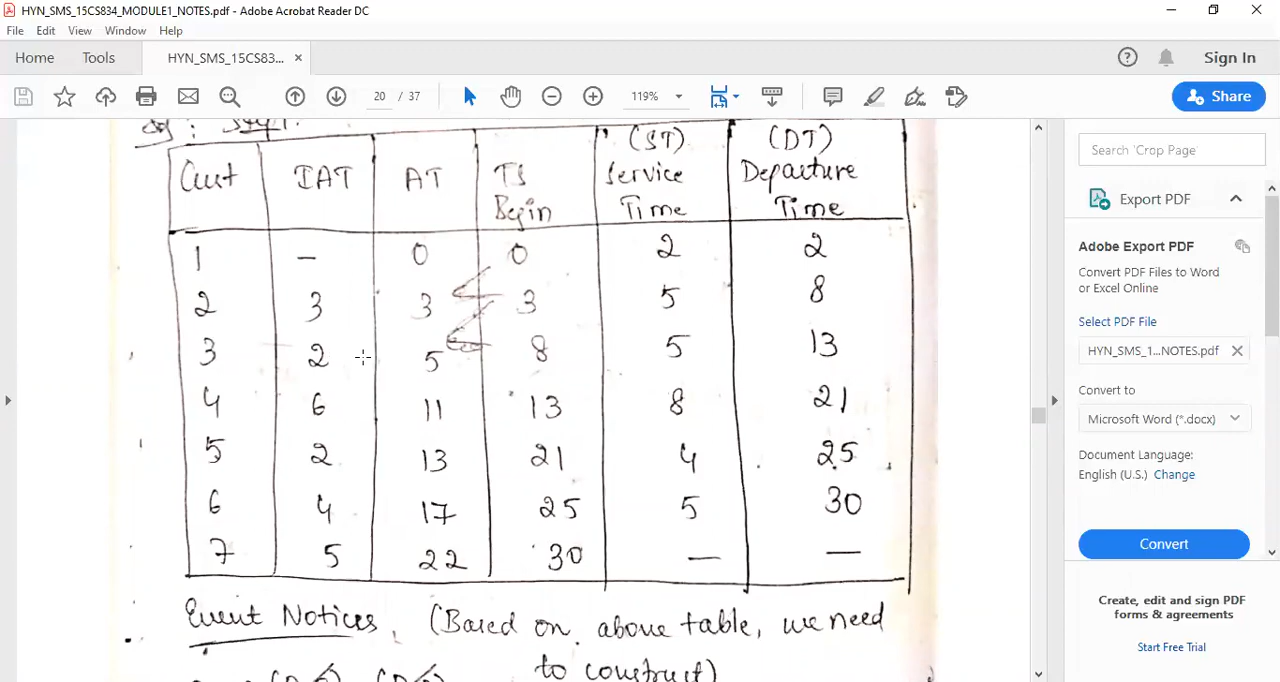 HYN_SMS_15CS834_MODULE1_NOTES.pdf - Adobe Acrobat Reader DC
File Edit View Window Help
Home Tools HYN_SMS_15CS83... × Sign In
20 / 37 119% Share
Step1:
Cust IAT AT TS Begin (ST) Service Time (DT) Departure Time
1 – 0 0 2 2
2 3 3 3 5 8
3 2 5 8 5 13
4 6 11 13 8 21
5 2 13 21 4 25
6 4 17 25 5 30
7 5 22 30 — —
Event Notices, (Based on above table, we need
to construct)
Search 'Crop Page'
Export PDF
Adobe Export PDF
Convert PDF Files to Word
or Excel Online
Select PDF File
HYN_SMS_1...NOTES.pdf ×
Convert to
Microsoft Word (*.docx)
Document Language:
English (U.S.) Change
Convert
Create, edit and sign PDF
forms & agreements
Start Free Trial